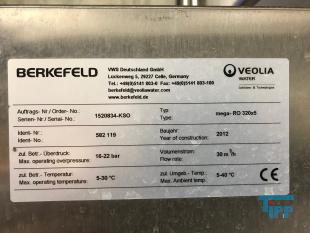 BERKEFELD
VWS Deutschland GmbH
Lückenweg 5, 29227 Celle, Germany
Tel. +49(0)5141 803-0 Fax +49(0)5141 803-100
berkefeld@veoliawater.com
www.berkefeld.de
VEOLIA
WATER
Solutions & Technologies
Auftrags- Nr / Order- No.: 1520834-KSO Typ: mega- RO 320x5
Serien- Nr / Serial- No.: Type:
Ident- Nr: 582 119 Baujahr: 2012
Ident- No.: Year of construction:
zul. Betr.- Überdruck: 16-22 bar Volumenstrom: 30 m³/h
Max. operating overpressure: Flow rate:
zul. Betr.- Temperatur: 5-30 °C zul. Umgeb.- Temp.: 5-40 °C
Max. operating temperature: Max. Ambient temp.:
TIPP